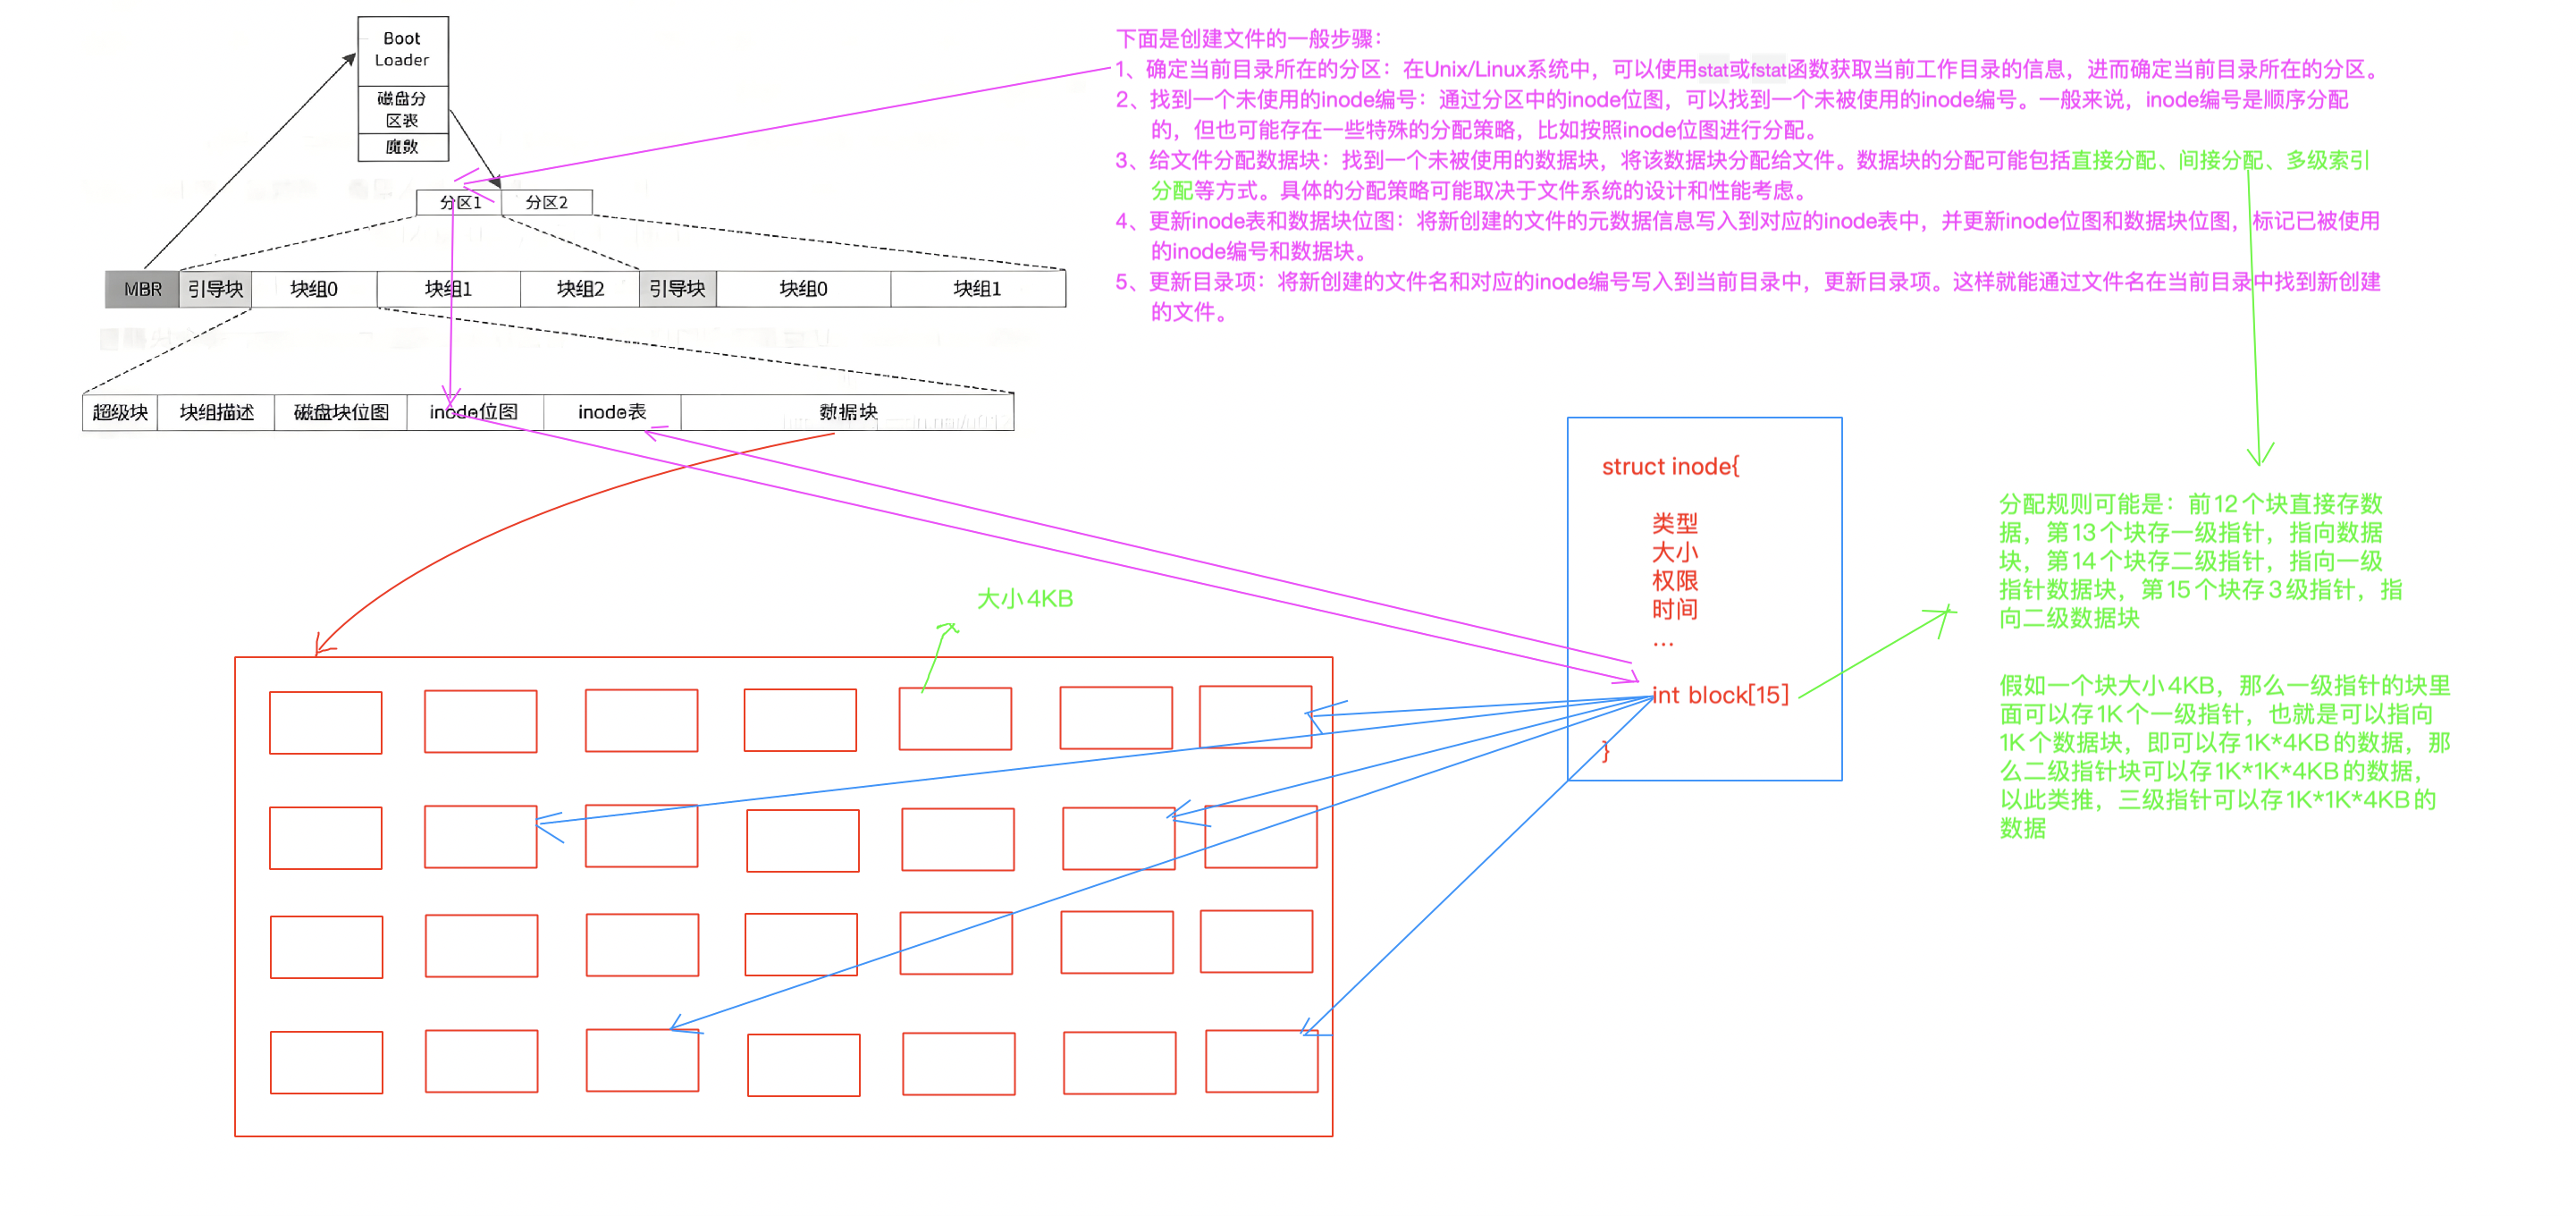 Boot
Loader
磁盘分
区表
魔数
分区1
分区2
MBR
引导块
块组0
块组1
块组2
引导块
块组0
块组1
超级块
块组描述
磁盘块位图
inode位图
inode表
数据块
下面是创建文件的一般步骤：
1、确定当前目录所在的分区：在Unix/Linux系统中，可以使用stat或fstat函数获取当前工作目录的信息，进而确定当前目录所在的分区。
2、找到一个未使用的inode编号：通过分区中的inode位图，可以找到一个未被使用的inode编号。一般来说，inode编号是顺序分配
的，但也可能存在一些特殊的分配策略，比如按照inode位图进行分配。
3、给文件分配数据块：找到一个未被使用的数据块，将该数据块分配给文件。数据块的分配可能包括直接分配、间接分配、多级索引
分配等方式。具体的分配策略可能取决于文件系统的设计和性能考虑。
4、更新inode表和数据块位图：将新创建的文件的元数据信息写入到对应的inode表中，并更新inode位图和数据块位图，标记已被使用
的inode编号和数据块。
5、更新目录项：将新创建的文件名和对应的inode编号写入到当前目录中，更新目录项。这样就能通过文件名在当前目录中找到新创建
的文件。
大小4KB
struct inode{
类型
大小
权限
时间
...
int block[15]
}
分配规则可能是：前12个块直接存数
据，第13个块存一级指针，指向数据
块，第14个块存二级指针，指向一级
指针数据块，第15个块存3级指针，指
向二级数据块
假如一个块大小4KB，那么一级指针的块里
面可以存1K个一级指针，也就是可以指向
1K个数据块，即可以存1K*4KB的数据，那
么二级指针块可以存1K*1K*4KB的数据，
以此类推，三级指针可以存1K*1K*4KB的
数据